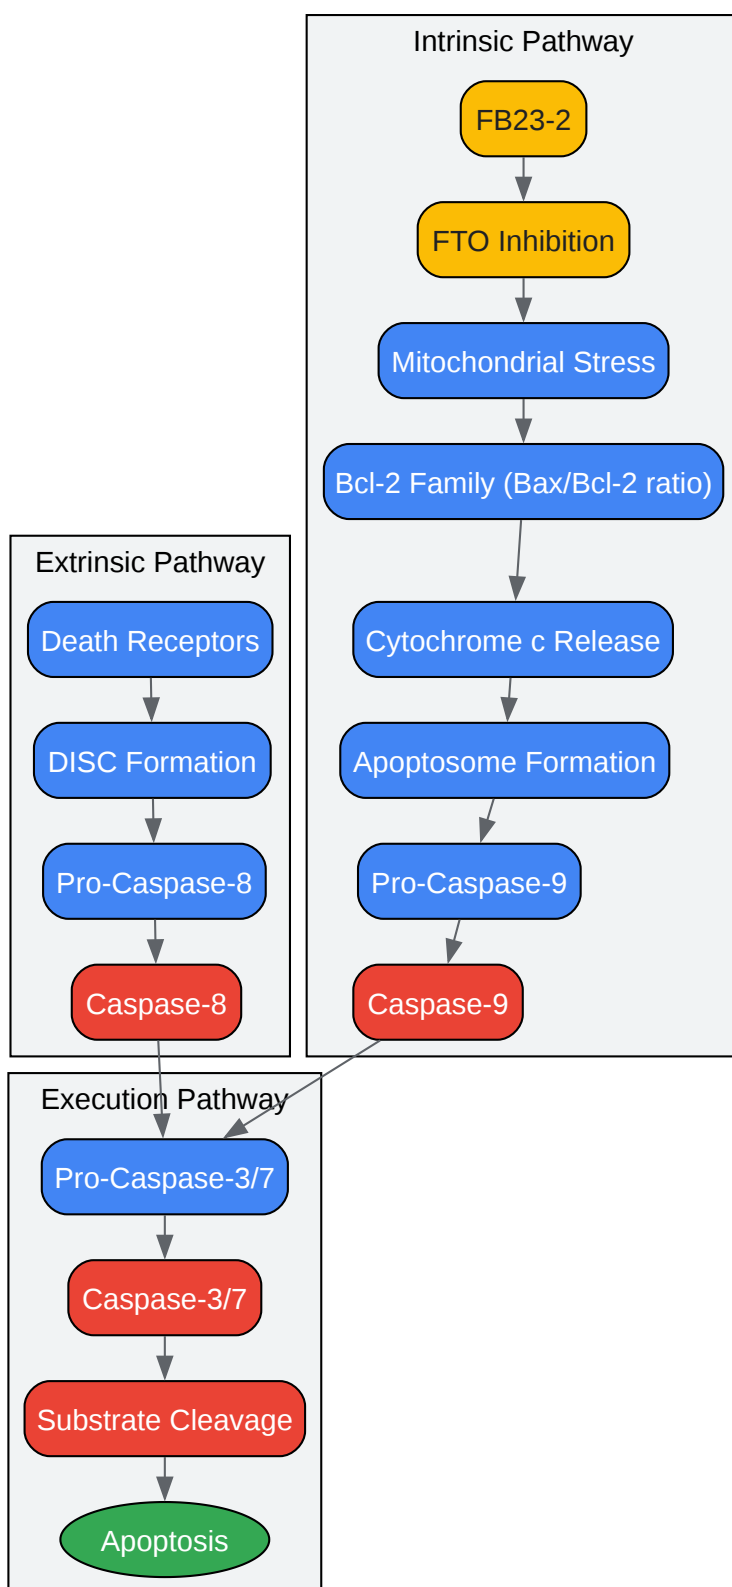 Intrinsic Pathway
FB23-2
FTO Inhibition
Mitochondrial Stress
Bcl-2 Family (Bax/Bcl-2 ratio)
Cytochrome c Release
Apoptosome Formation
Pro-Caspase-9
Caspase-9
Extrinsic Pathway
Death Receptors
DISC Formation
Pro-Caspase-8
Caspase-8
Execution Pathway
Pro-Caspase-3/7
Caspase-3/7
Substrate Cleavage
Apoptosis